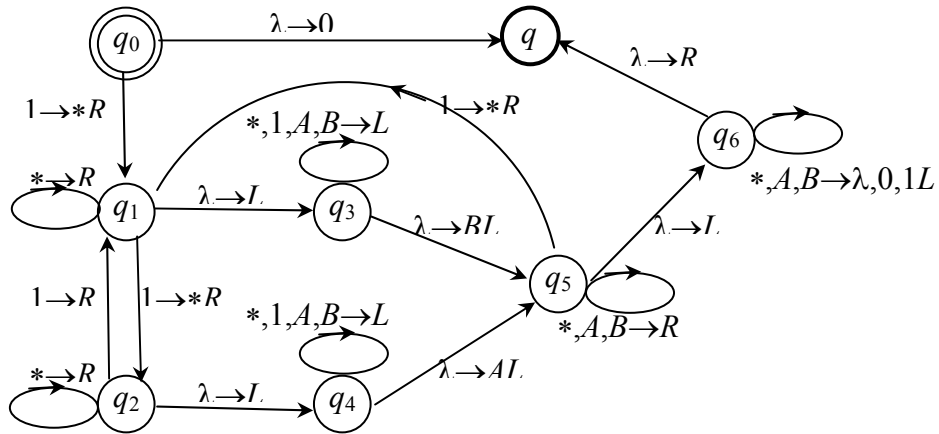 λ→0
q0
q
λ→R
1→*R
1→*R
*,1,A,B→L
q6
*→R
*,A,B→λ,0,1L
q1
λ→L
q3
λ→BL
λ→L
q5
1→R
1→*R
*,1,A,B→L
*,A,B→R
*→R
λ→AL
q2
λ→L
q4